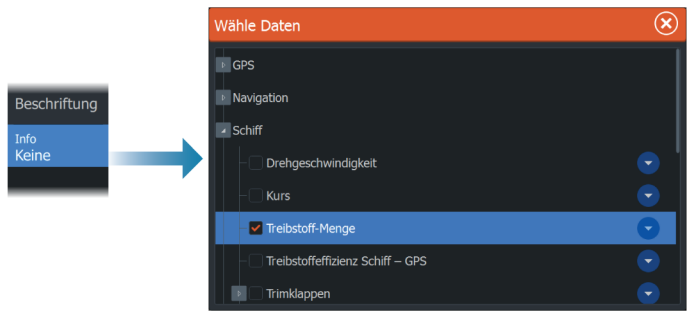 Beschriftung
Info
Keine
Wähle Daten
GPS
Navigation
Schiff
Drehgeschwindigkeit
Kurs
Treibstoff-Menge
Treibstoffeffizienz Schiff – GPS
Trimklappen